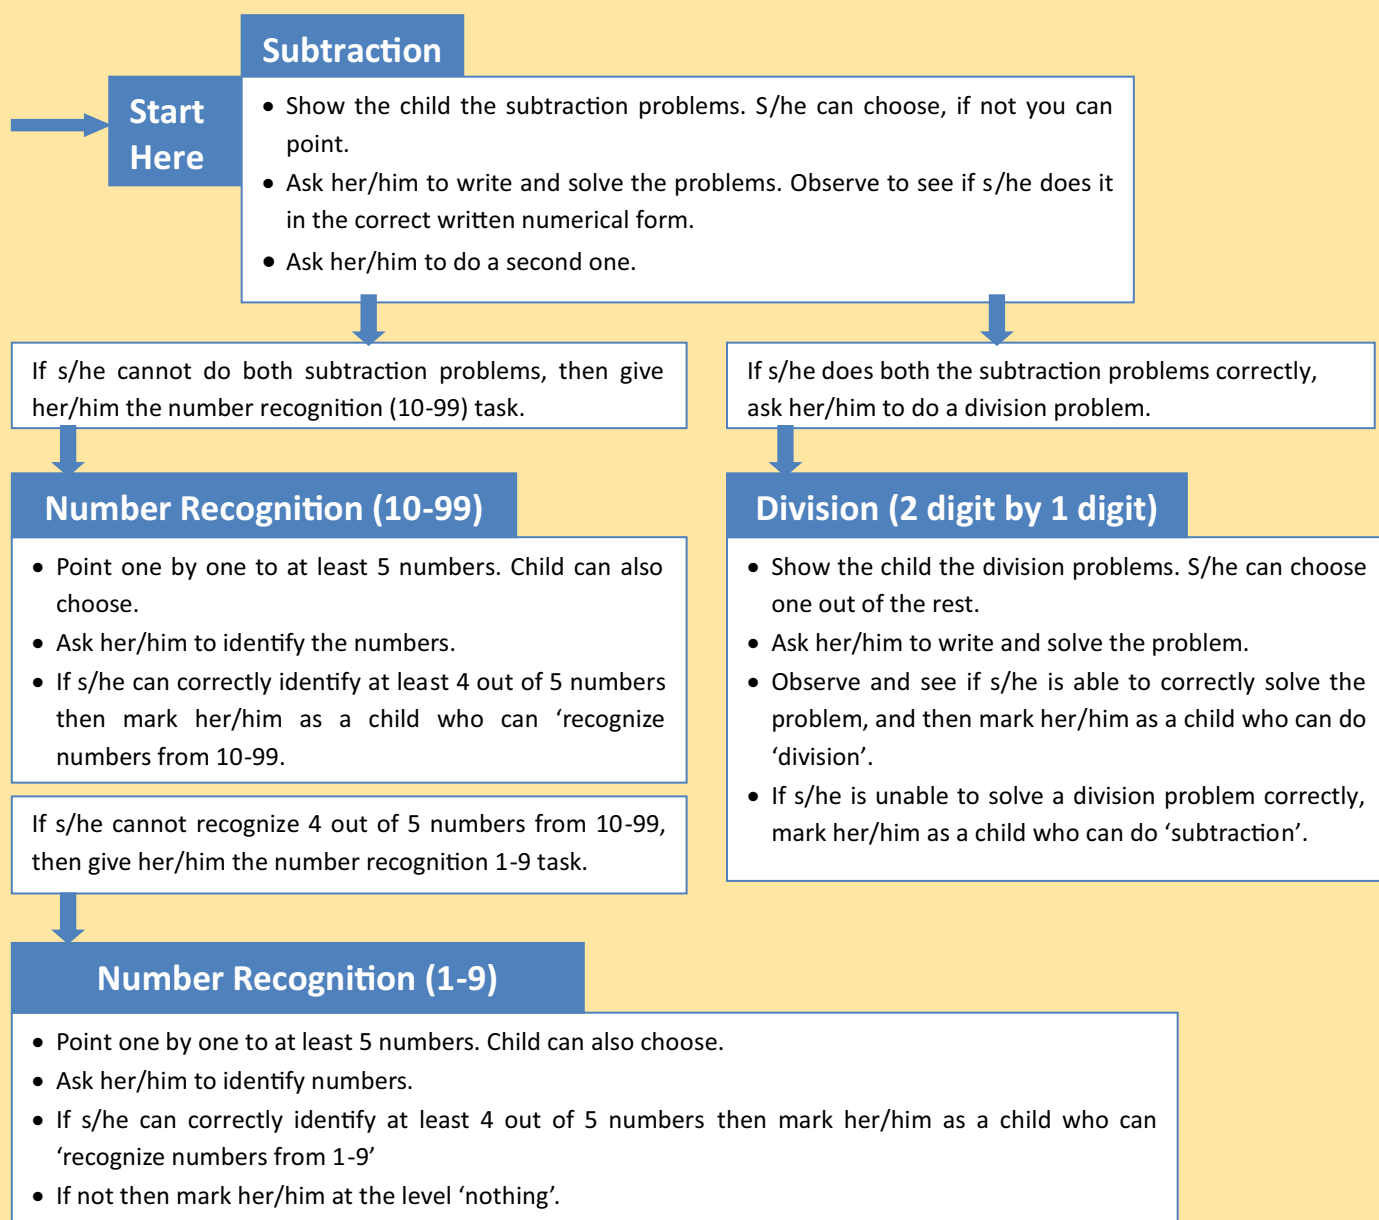 Subtraction
Start
Here
• Show the child the subtraction problems. S/he can choose, if not you can
point.
• Ask her/him to write and solve the problems. Observe to see if s/he does it
in the correct written numerical form.
• Ask her/him to do a second one.
If s/he cannot do both subtraction problems, then give
her/him the number recognition (10-99) task.
If s/he does both the subtraction problems correctly,
ask her/him to do a division problem.
Number Recognition (10-99)
• Point one by one to at least 5 numbers. Child can also
choose.
• Ask her/him to identify the numbers.
• If s/he can correctly identify at least 4 out of 5 numbers
then mark her/him as a child who can ‘recognize
numbers from 10-99.
If s/he cannot recognize 4 out of 5 numbers from 10-99,
then give her/him the number recognition 1-9 task.
Division (2 digit by 1 digit)
• Show the child the division problems. S/he can choose
one out of the rest.
• Ask her/him to write and solve the problem.
• Observe and see if s/he is able to correctly solve the
problem, and then mark her/him as a child who can do
‘division’.
• If s/he is unable to solve a division problem correctly,
mark her/him as a child who can do ‘subtraction’.
Number Recognition (1-9)
• Point one by one to at least 5 numbers. Child can also choose.
• Ask her/him to identify numbers.
• If s/he can correctly identify at least 4 out of 5 numbers then mark her/him as a child who can
‘recognize numbers from 1-9’
• If not then mark her/him at the level ‘nothing’.